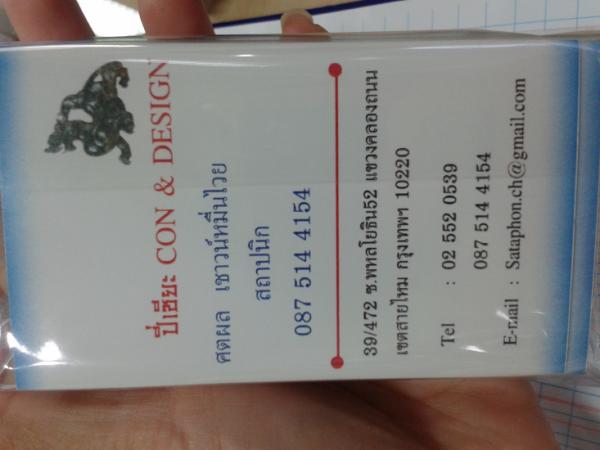 ปี่เฮียะ CON & DESIGN
ศตผล เชาวน์หมื่นไวย
สถาปนิก
087 514 4154
39/472 ซ.พหลโยธิน52 แขวงคลองถนน
เขตสายไหม กรุงเทพฯ 10220
Tel : 02 552 0539
087 514 4154
E-mail : Sataphon.ch@gmail.com